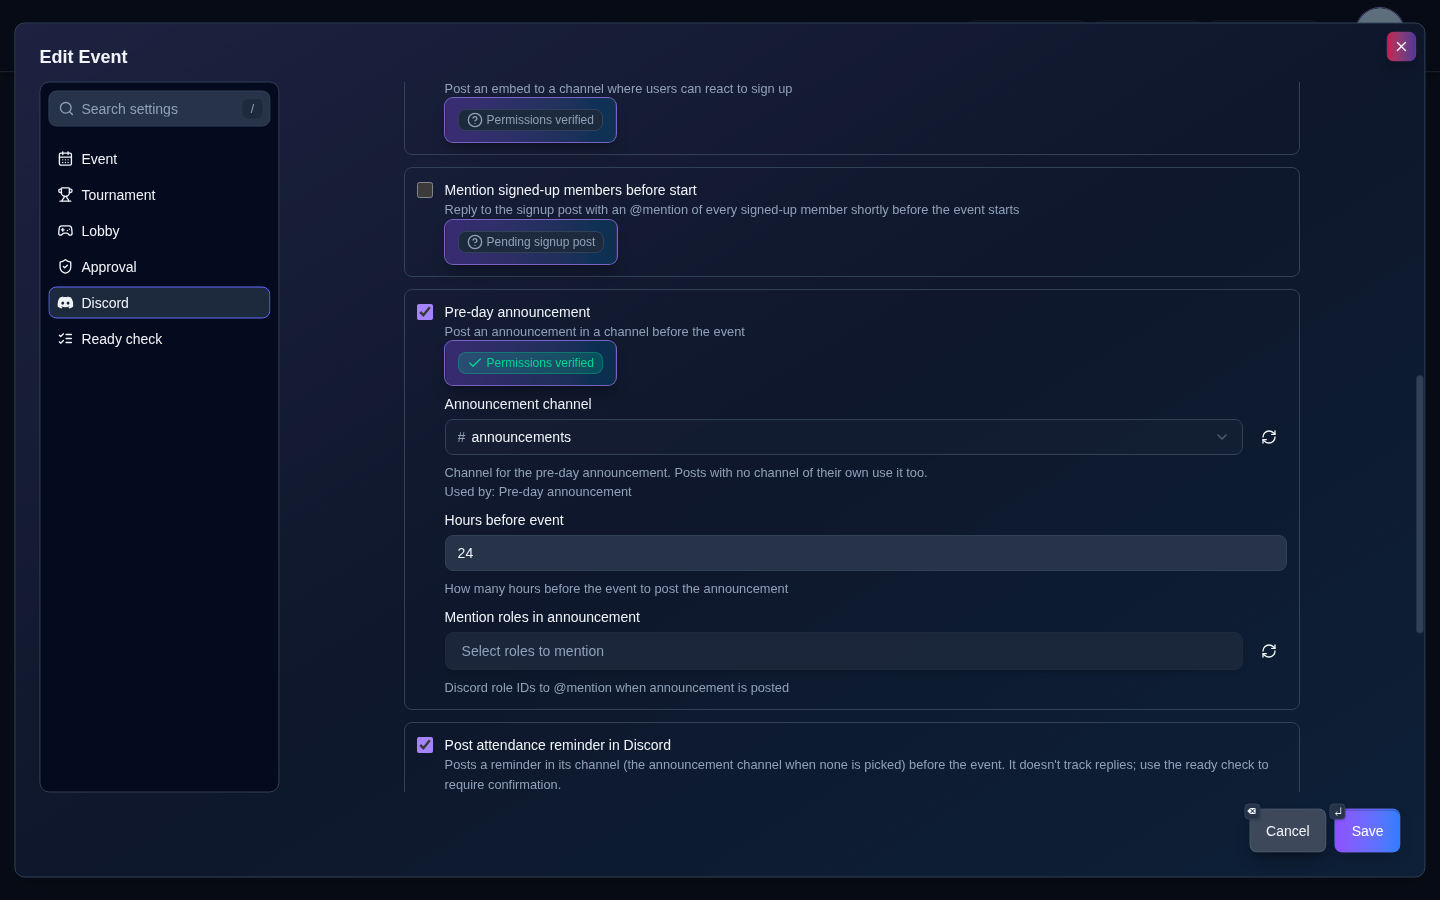 Edit Event
Search settings
/
Event
Tournament
Lobby
Approval
Discord
Ready check
Post an embed to a channel where users can react to sign up
Permissions verified
Mention signed-up members before start
Reply to the signup post with an @mention of every signed-up member shortly before the event starts
Pending signup post
Pre-day announcement
Post an announcement in a channel before the event
Permissions verified
Announcement channel
# announcements
Channel for the pre-day announcement. Posts with no channel of their own use it too.
Used by: Pre-day announcement
Hours before event
24
How many hours before the event to post the announcement
Mention roles in announcement
Select roles to mention
Discord role IDs to @mention when announcement is posted
Post attendance reminder in Discord
Posts a reminder in its channel (the announcement channel when none is picked) before the event. It doesn't track replies; use the ready check to
require confirmation.
Cancel
Save